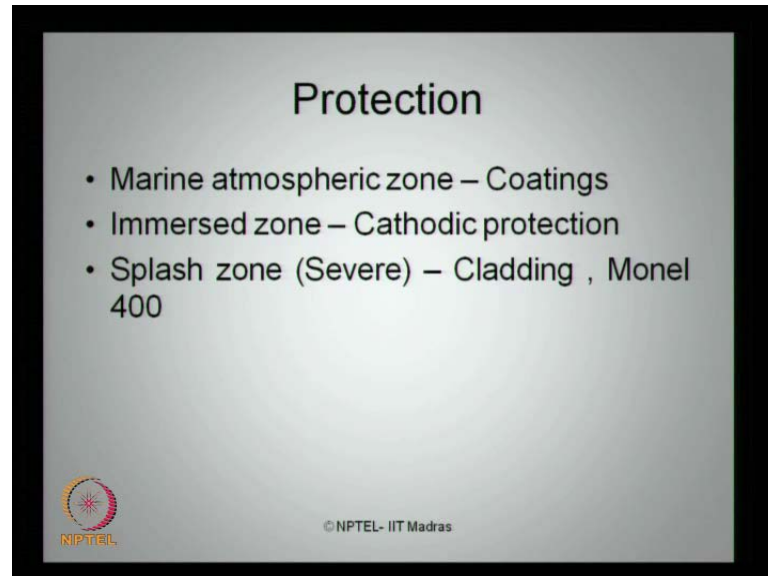 Protection
• Marine atmospheric zone – Coatings
• Immersed zone – Cathodic protection
• Splash zone (Severe) – Cladding , Monel
400
NPTEL
© NPTEL- IIT Madras